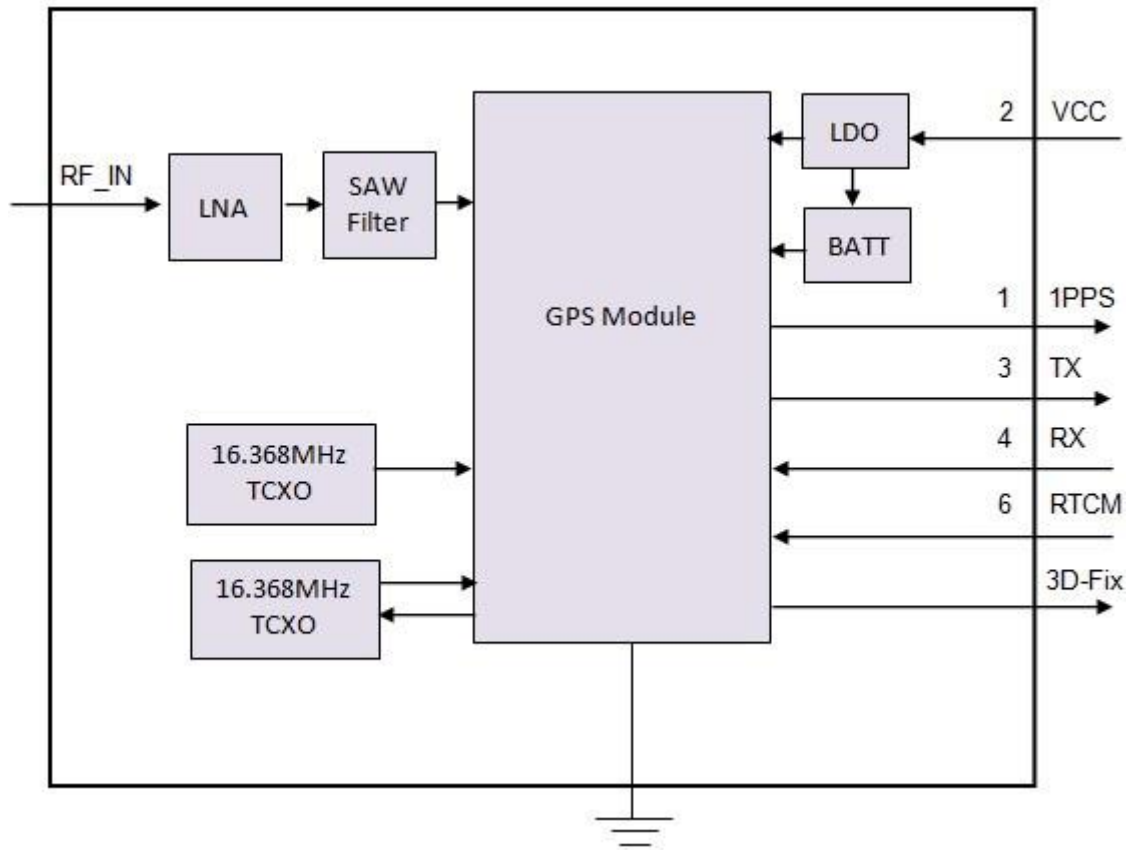 RF_IN
LNA
SAW
Filter
GPS Module
LDO
BATT
2 VCC
1 1PPS
3 TX
4 RX
6 RTCM
3D-Fix
16.368MHz
TCXO
16.368MHz
TCXO